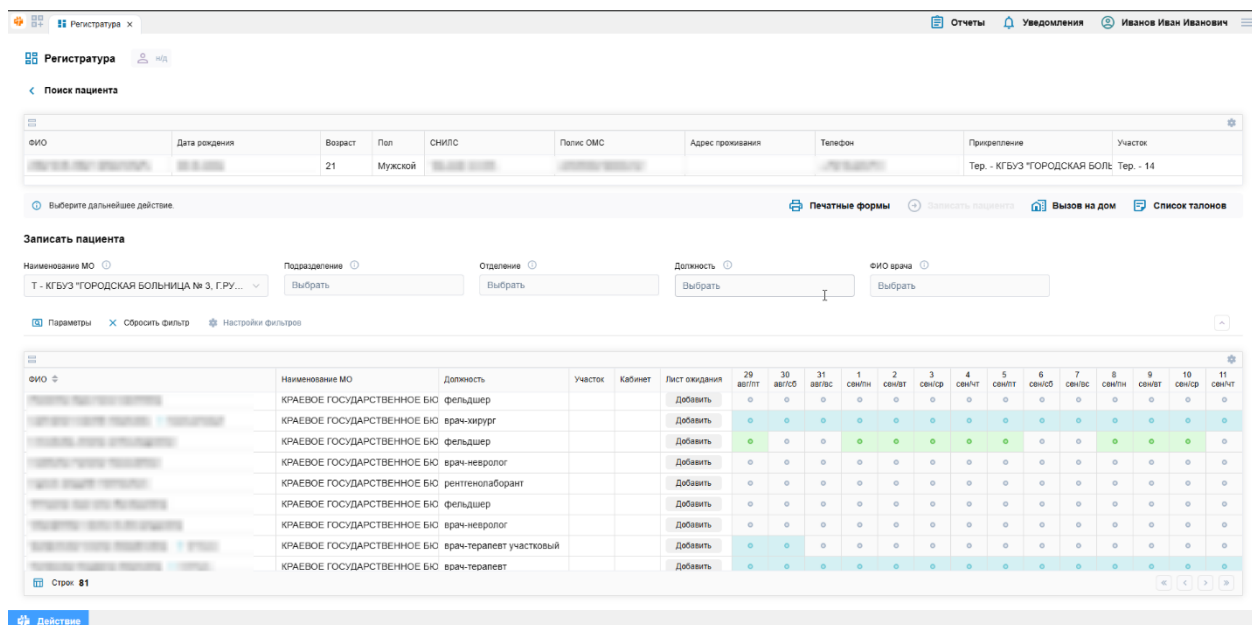 Регистратура × Отчеты Уведомления Иванов Иван Иванович
Регистратура н/д
Поиск пациента
ФИО Дата рождения Возраст Пол СНИЛС Полис ОМС Адрес проживания Телефон Прикрепление Участок
21 Мужской Тер. - КГБУЗ "ГОРОДСКАЯ БОЛЬ Тер. - 14
Выберите дальнейшее действие. Печатные формы Записать пациента Вызов на дом Список талонов
Записать пациента
Наименование МО Подразделение Отделение Должность ФИО врача
Т - КГБУЗ "ГОРОДСКАЯ БОЛЬНИЦА № 3, Г.РУ... Выбрать Выбрать Выбрать Выбрать
Параметры Сбросить фильтр Настройки фильтров
ФИО Наименование МО Должность Участок Кабинет Лист ожидания 29 авг/пт 30 авг/сб 31 авг/вс 1 сен/пн 2 сен/вт 3 сен/ср 4 сен/чт 5 сен/пт 6 сен/сб 7 сен/вс 8 сен/пн 9 сен/вт 10 сен/ср 11 сен/чт
КРАЕВОЕ ГОСУДАРСТВЕННОЕ БЮ фельдшер Добавить
КРАЕВОЕ ГОСУДАРСТВЕННОЕ БЮ врач-хирург Добавить
КРАЕВОЕ ГОСУДАРСТВЕННОЕ БЮ фельдшер Добавить
КРАЕВОЕ ГОСУДАРСТВЕННОЕ БЮ врач-невролог Добавить
КРАЕВОЕ ГОСУДАРСТВЕННОЕ БЮ рентгенолаборант Добавить
КРАЕВОЕ ГОСУДАРСТВЕННОЕ БЮ фельдшер Добавить
КРАЕВОЕ ГОСУДАРСТВЕННОЕ БЮ врач-невролог Добавить
КРАЕВОЕ ГОСУДАРСТВЕННОЕ БЮ врач-терапевт участковый Добавить
КРАЕВОЕ ГОСУДАРСТВЕННОЕ БЮ врач-терапевт Добавить
Строк 81
Действие